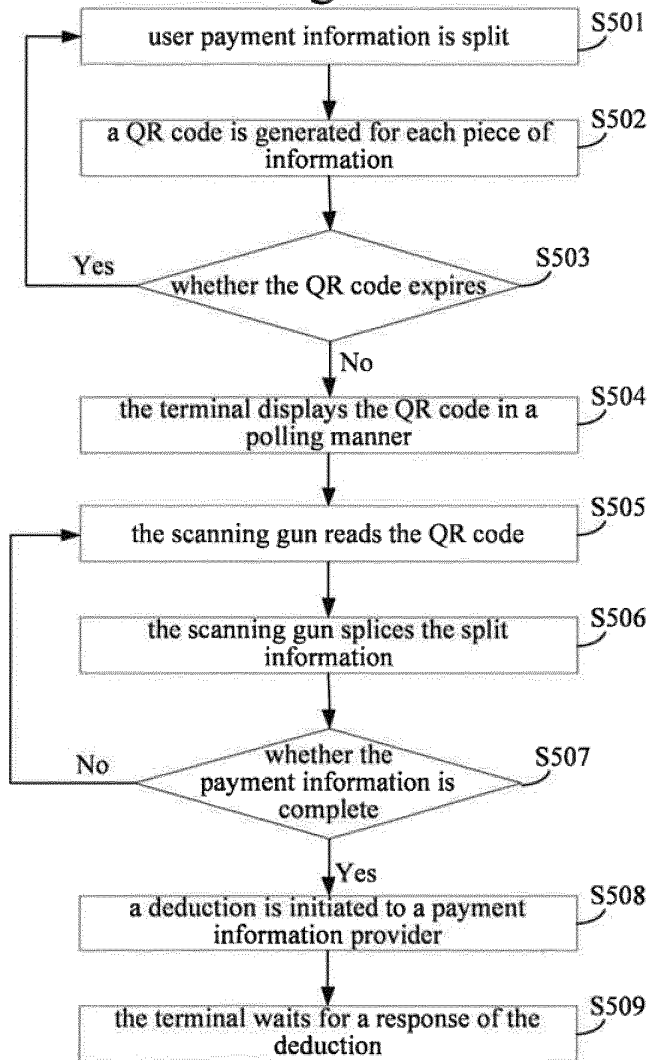 user payment information is split
S501
a QR code is generated for each piece of
information
S502
whether the QR code expires
S503
Yes
No
the terminal displays the QR code in a
polling manner
S504
the scanning gun reads the QR code
S505
the scanning gun splices the split
information
S506
whether the
payment information is
complete
S507
No
Yes
a deduction is initiated to a payment
information provider
S508
the terminal waits for a response of the
deduction
S509